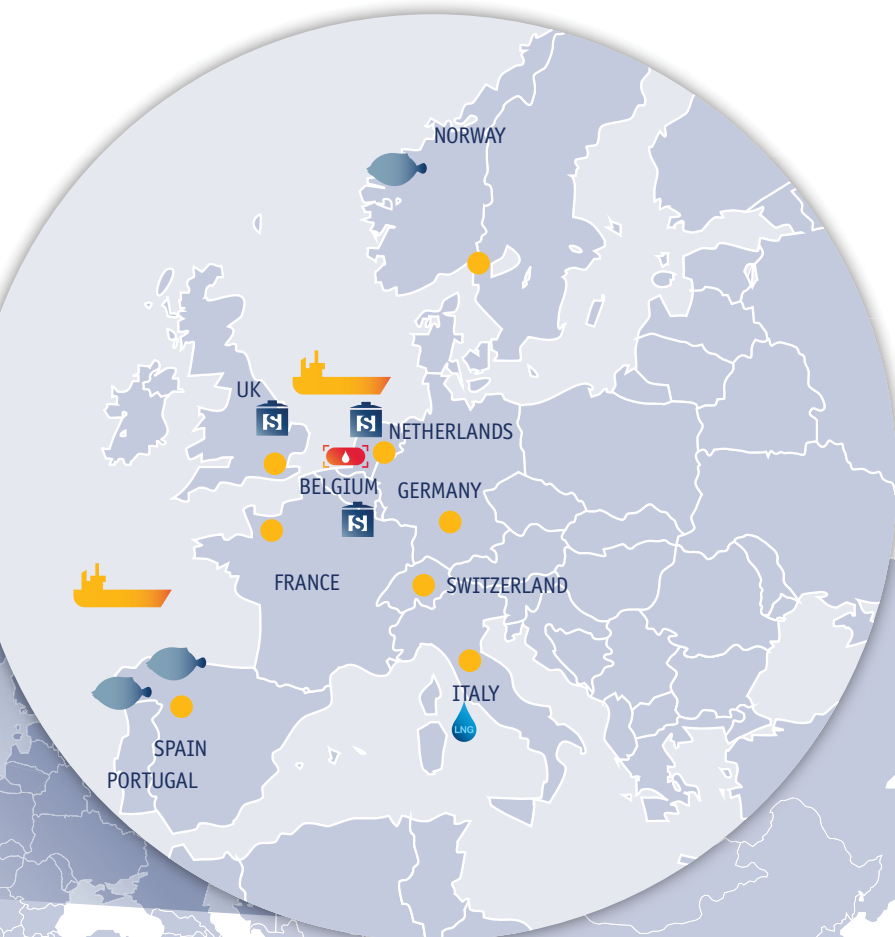 NORWAY
UK
S
S
NETHERLANDS
BELGIUM
GERMANY
S
FRANCE
SWITZERLAND
ITALY
LNG
SPAIN
PORTUGAL